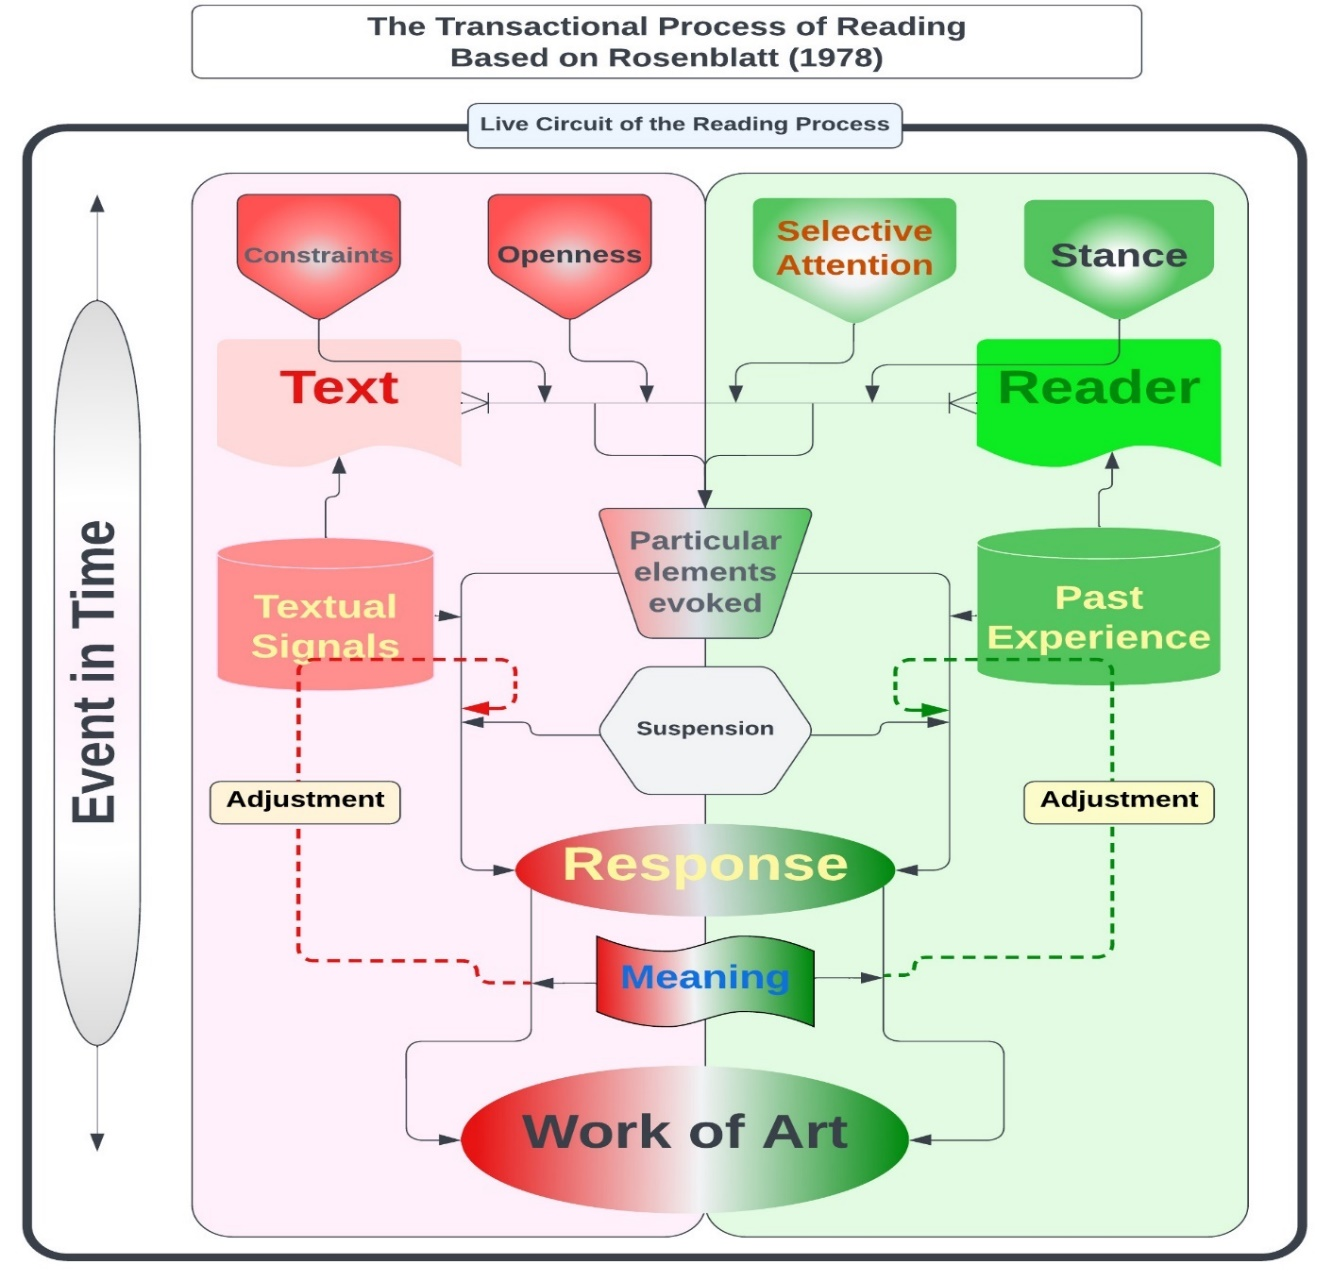 The Transactional Process of Reading
Based on Rosenblatt (1978)
Live Circuit of the Reading Process
Constraints
Openness
Selective
Attention
Stance
Text
Reader
Particular
elements
evoked
Textual
Signals
Past
Experience
Event in Time
Suspension
Adjustment
Adjustment
Response
Meaning
Work of Art